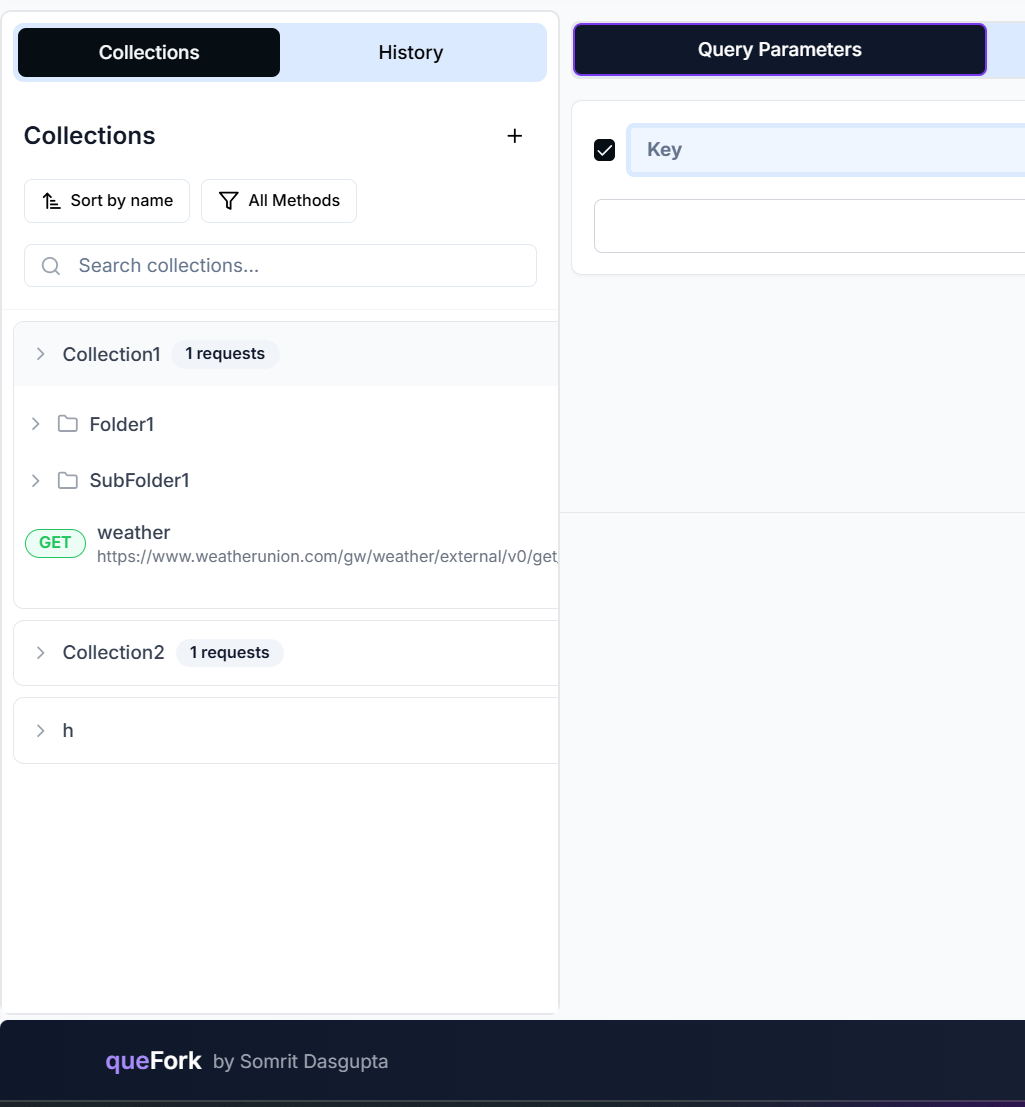 Collections
History
Query Parameters
Collections
Key
Sort by name
All Methods
Search collections...
Collection1
1 requests
Folder1
SubFolder1
GET
weather
https://www.weatherunion.com/gw/weather/external/v0/get_
Collection2
1 requests
h
queFork by Somrit Dasgupta